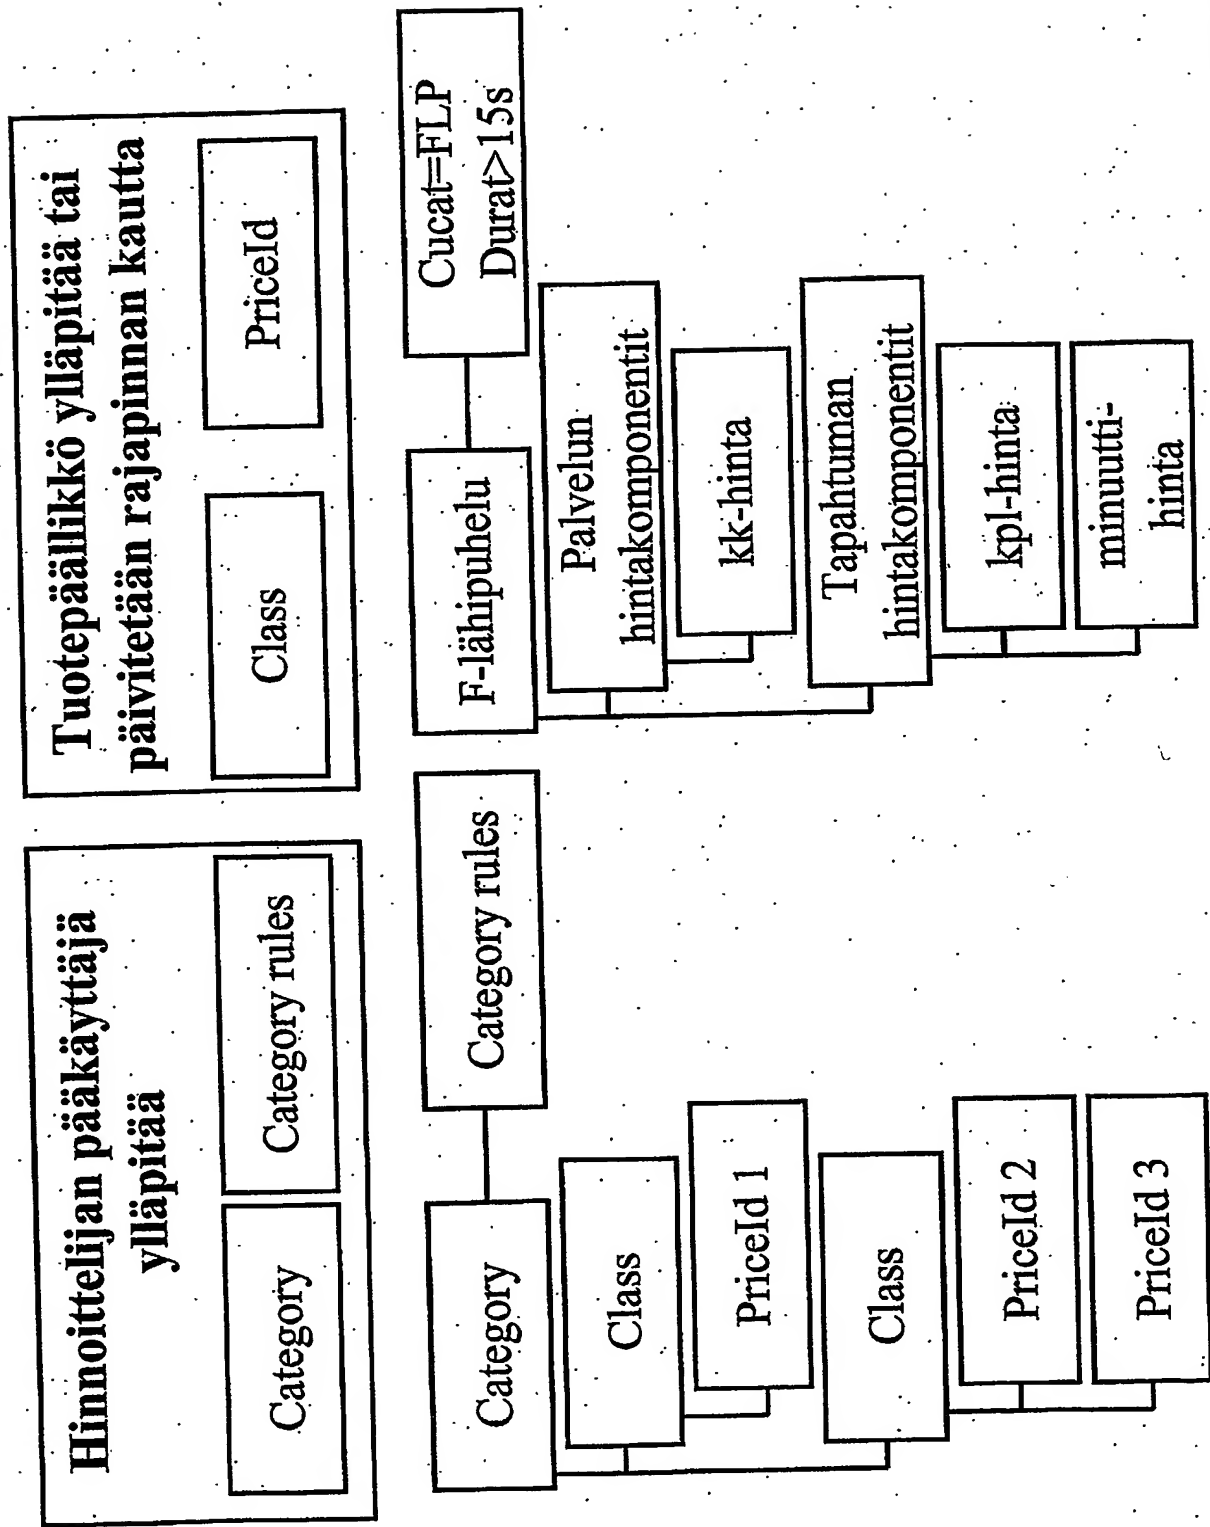 Hinnoittelijan pääkäyttäjä
ylläpitää
Category
Category rules
Tuotepäällikkö ylläpitää tai
päivitetään rajapinnan kautta
Class
PriceId
Category
Category rules
Class
PriceId 1
Class
PriceId 2
PriceId 3
F-lähipuhelu
Cucat=FLP
Durat>15s
Palvelun
hintakomponentit
kk-hinta
Tapahtuman
hintakomponentit
kpl-hinta
minuutti-
hinta